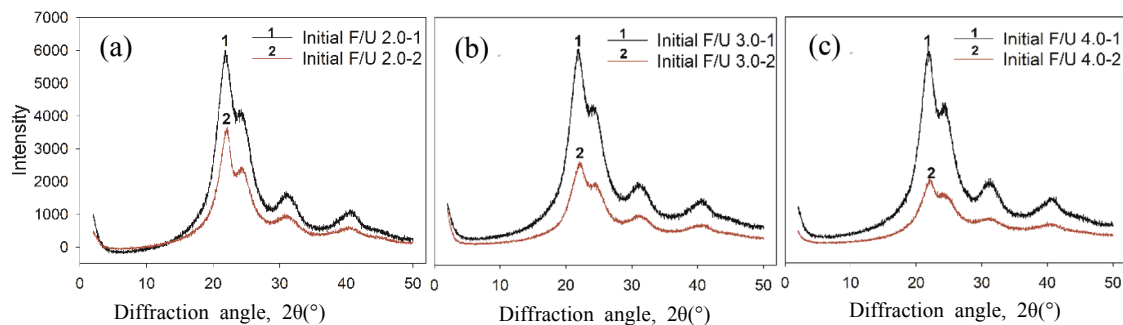 7000
6000
5000
4000
3000
2000
1000
0
Intensity
(a)
1 Initial F/U 2.0-1
2 Initial F/U 2.0-2
1
2
0 10 20 30 40 50
Diffraction angle, 2θ(°)
(b)
1 Initial F/U 3.0-1
2 Initial F/U 3.0-2
1
2
0 10 20 30 40 50
Diffraction angle, 2θ(°)
(c)
1 Initial F/U 4.0-1
2 Initial F/U 4.0-2
1
2
0 10 20 30 40 50
Diffraction angle, 2θ(°)